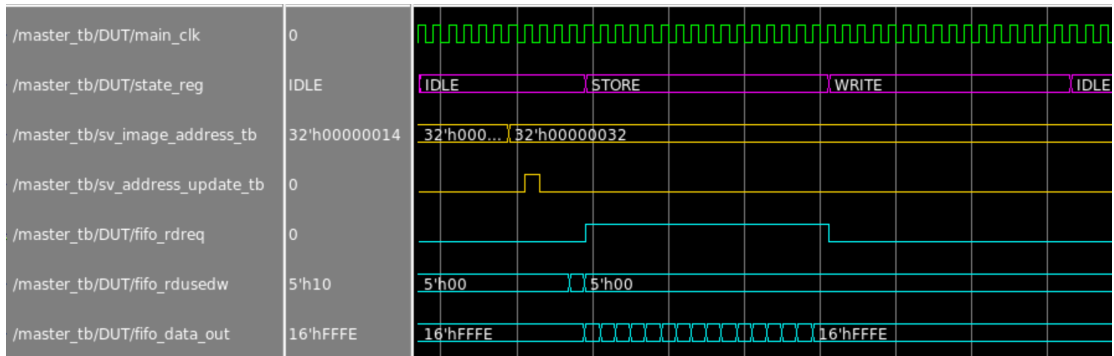 /master_tb/DUT/main_clk 0
/master_tb/DUT/state_reg IDLE IDLE STORE WRITE IDLE
/master_tb/sv_image_address_tb 32'h00000014 32'h000... 32'h00000032
/master_tb/sv_address_update_tb 0
/master_tb/DUT/fifo_rdreq 0
/master_tb/DUT/fifo_rdusedw 5'h10 5'h00 5'h00
/master_tb/DUT/fifo_data_out 16'hFFFE 16'hFFFE 16'hFFFE